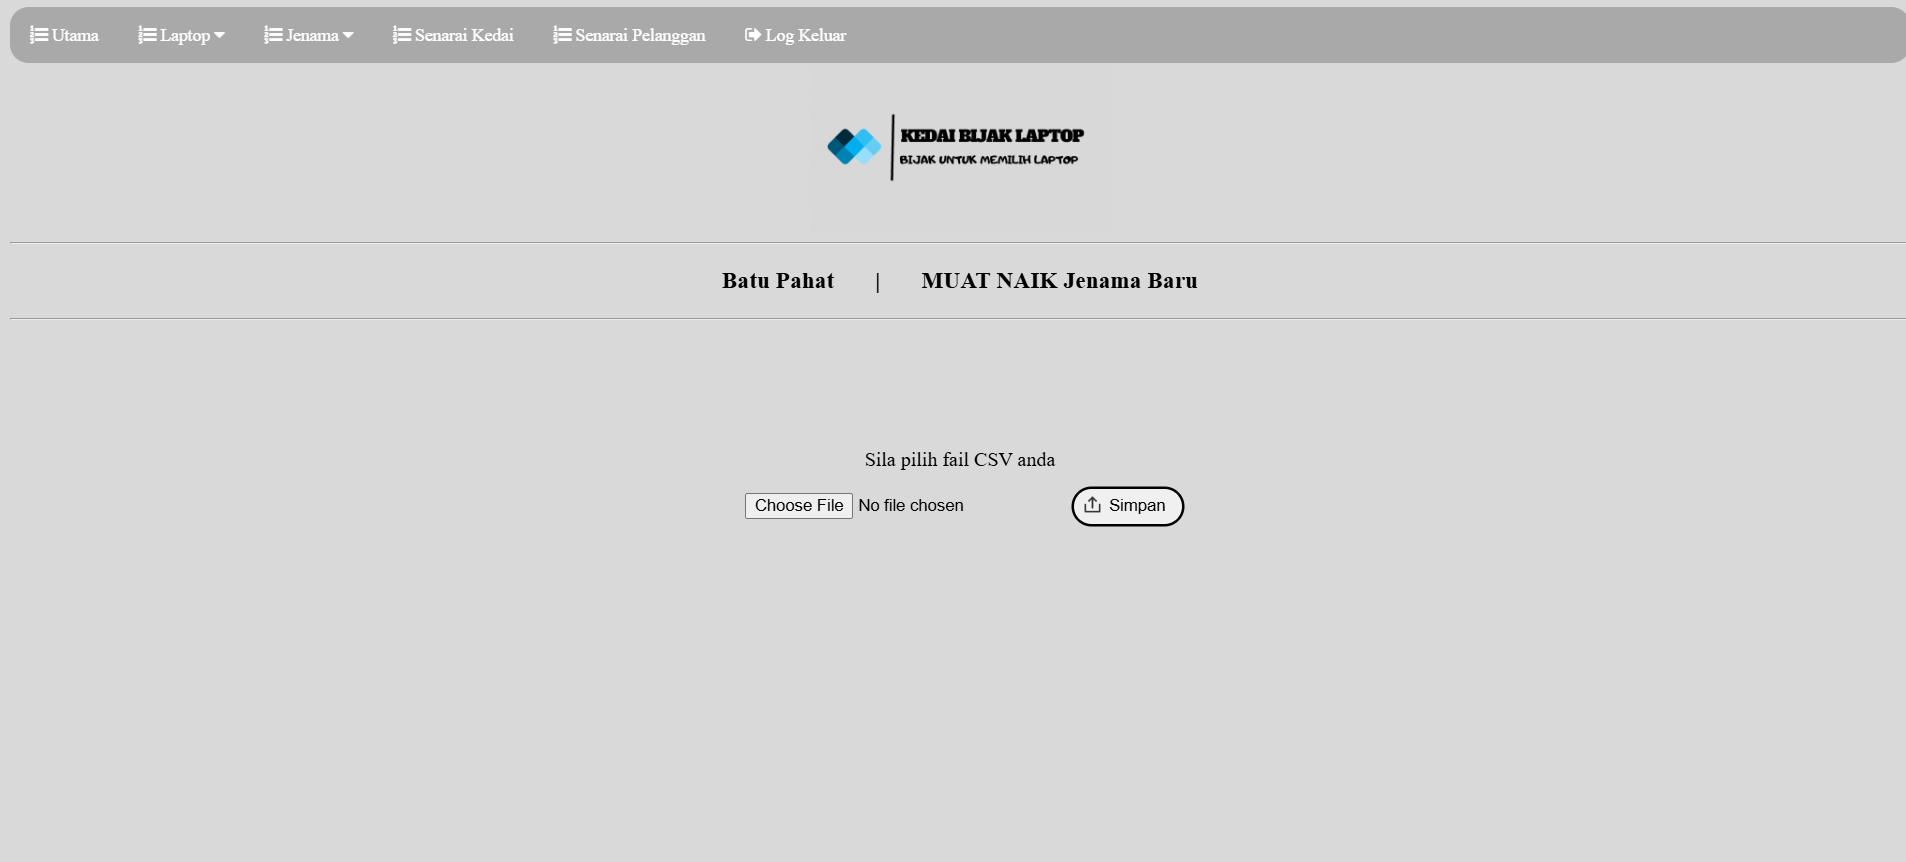 Utama Laptop Jenama Senarai Kedai Senarai Pelanggan Log Keluar
KEDAI BIJAK LAPTOP
BIJAK UNTUK MEMILIH LAPTOP
Batu Pahat | MUAT NAIK Jenama Baru
Sila pilih fail CSV anda
Choose File No file chosen Simpan